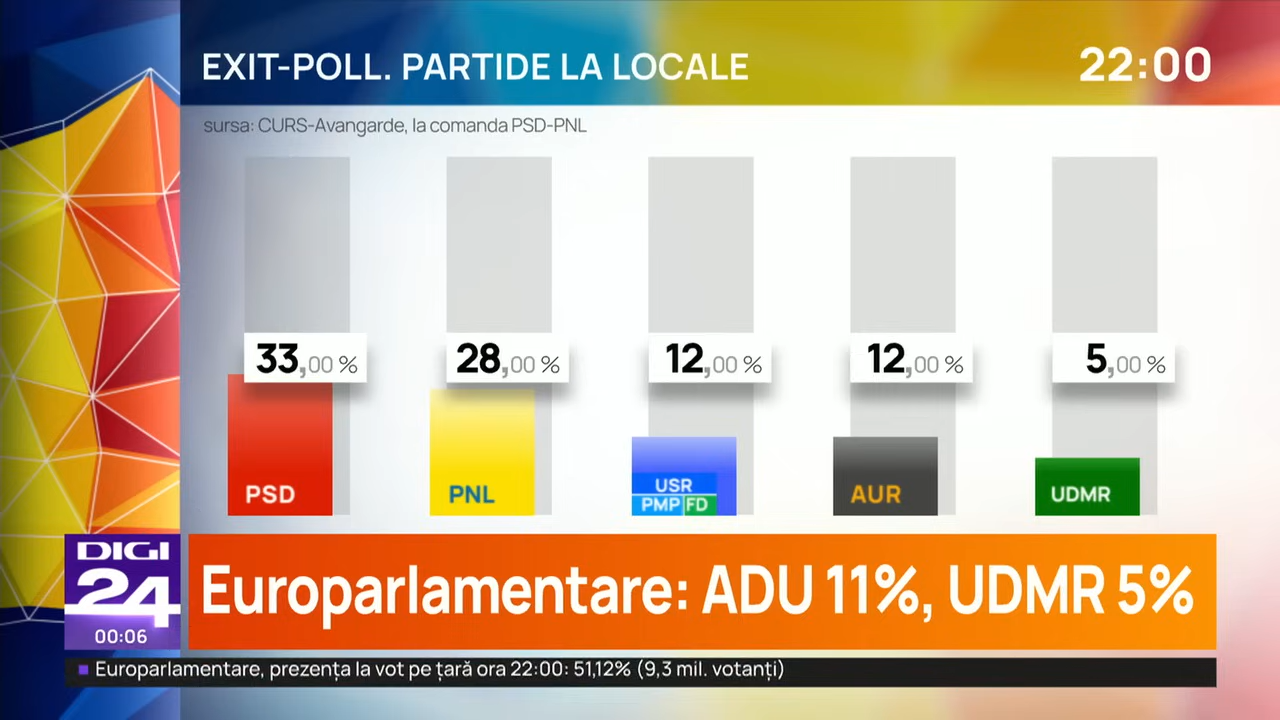 EXIT-POLL. PARTIDE LA LOCALE
22:00
sursa: CURS-Avangarde, la comanda PSD-PNL
33,00 %
28,00 %
12,00 %
12,00 %
5,00 %
PSD
PNL
USR
PMP FD
AUR
UDMR
DIGI
24
00:06
Europarlamentare: ADU 11%, UDMR 5%
Europarlamentare, prezența la vot pe țară ora 22:00: 51,12% (9,3 mil. votanți)